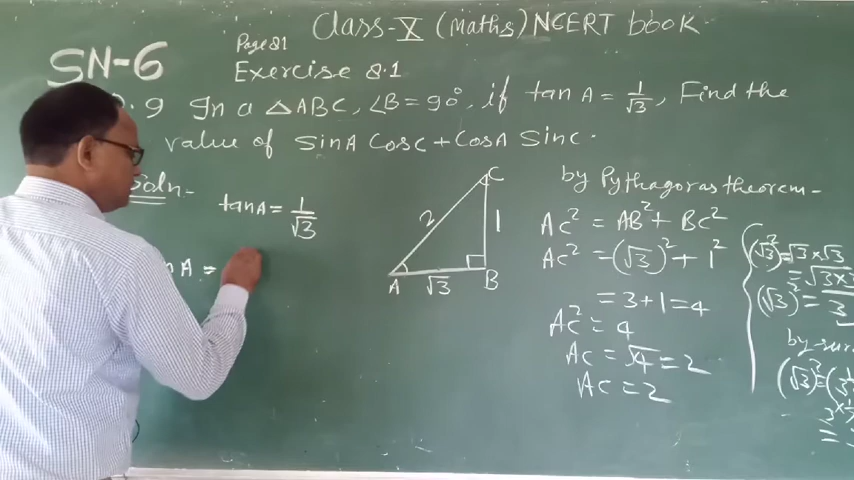 Class-X (Maths) NCERT book
SN-6
Page 81
Exercise 8.1
9 In a △ABC, ∠B = 90°, if tan A = 1/√3, Find the
value of sinA Cosc + CosA Sinc.
Soln.
tanA = 1/√3
A =
C
2
1
A
√3
B
by Pythagoras theorem-
Ac² = AB² + Bc²
Ac² = (√3)² + 1²
= 3+1 = 4
Ac² = 4
Ac = √4 = 2
Ac = 2
(√3)² = √3 x √3
= √3×3
(√3)² = 3